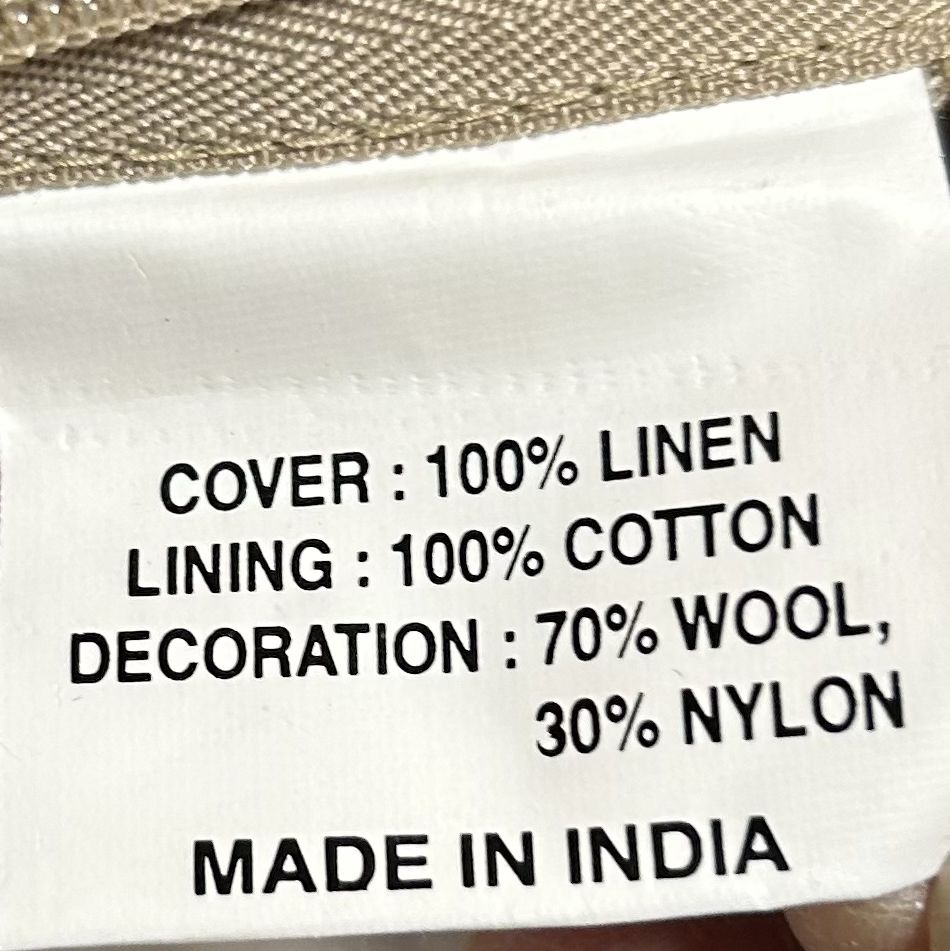 COVER : 100% LINEN
LINING : 100% COTTON
DECORATION : 70% WOOL,
30% NYLON
MADE IN INDIA